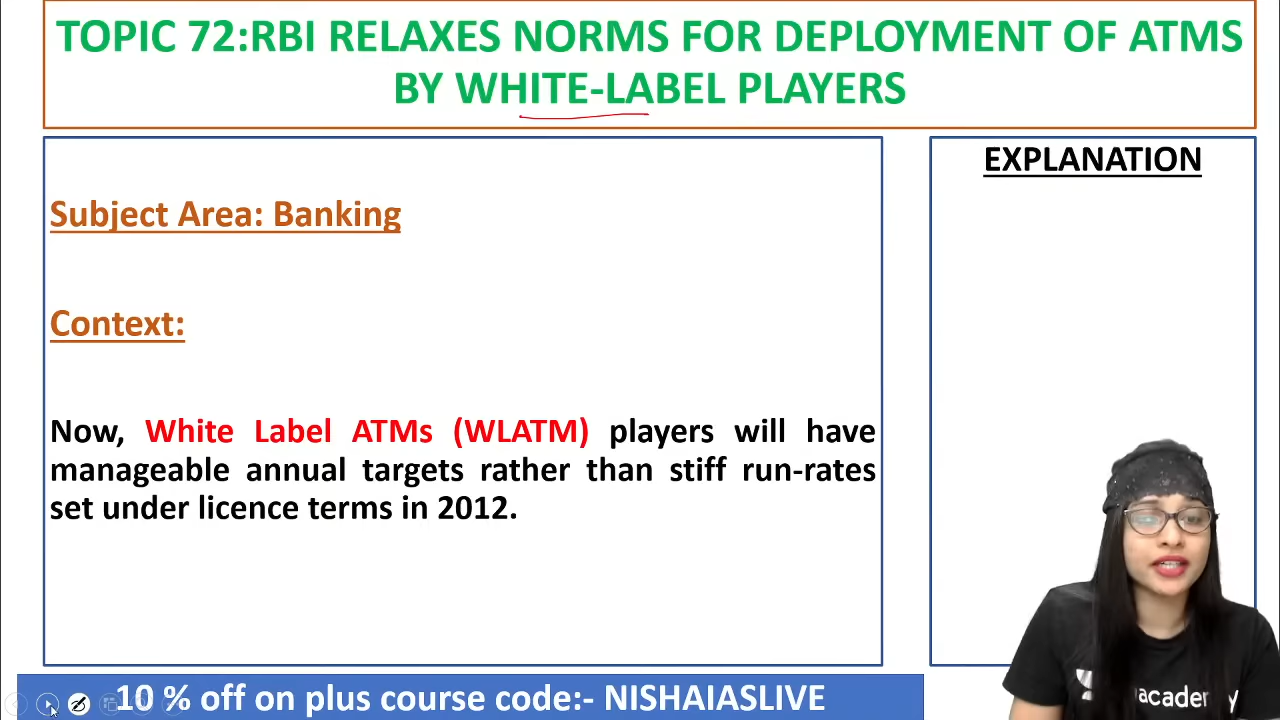 TOPIC 72:RBI RELAXES NORMS FOR DEPLOYMENT OF ATMS
BY WHITE-LABEL PLAYERS
Subject Area: Banking
Context:
Now, White Label ATMs (WLATM) players will have
manageable annual targets rather than stiff run-rates
set under licence terms in 2012.
EXPLANATION
10 % off on plus course code:- NISHAIASLIVE